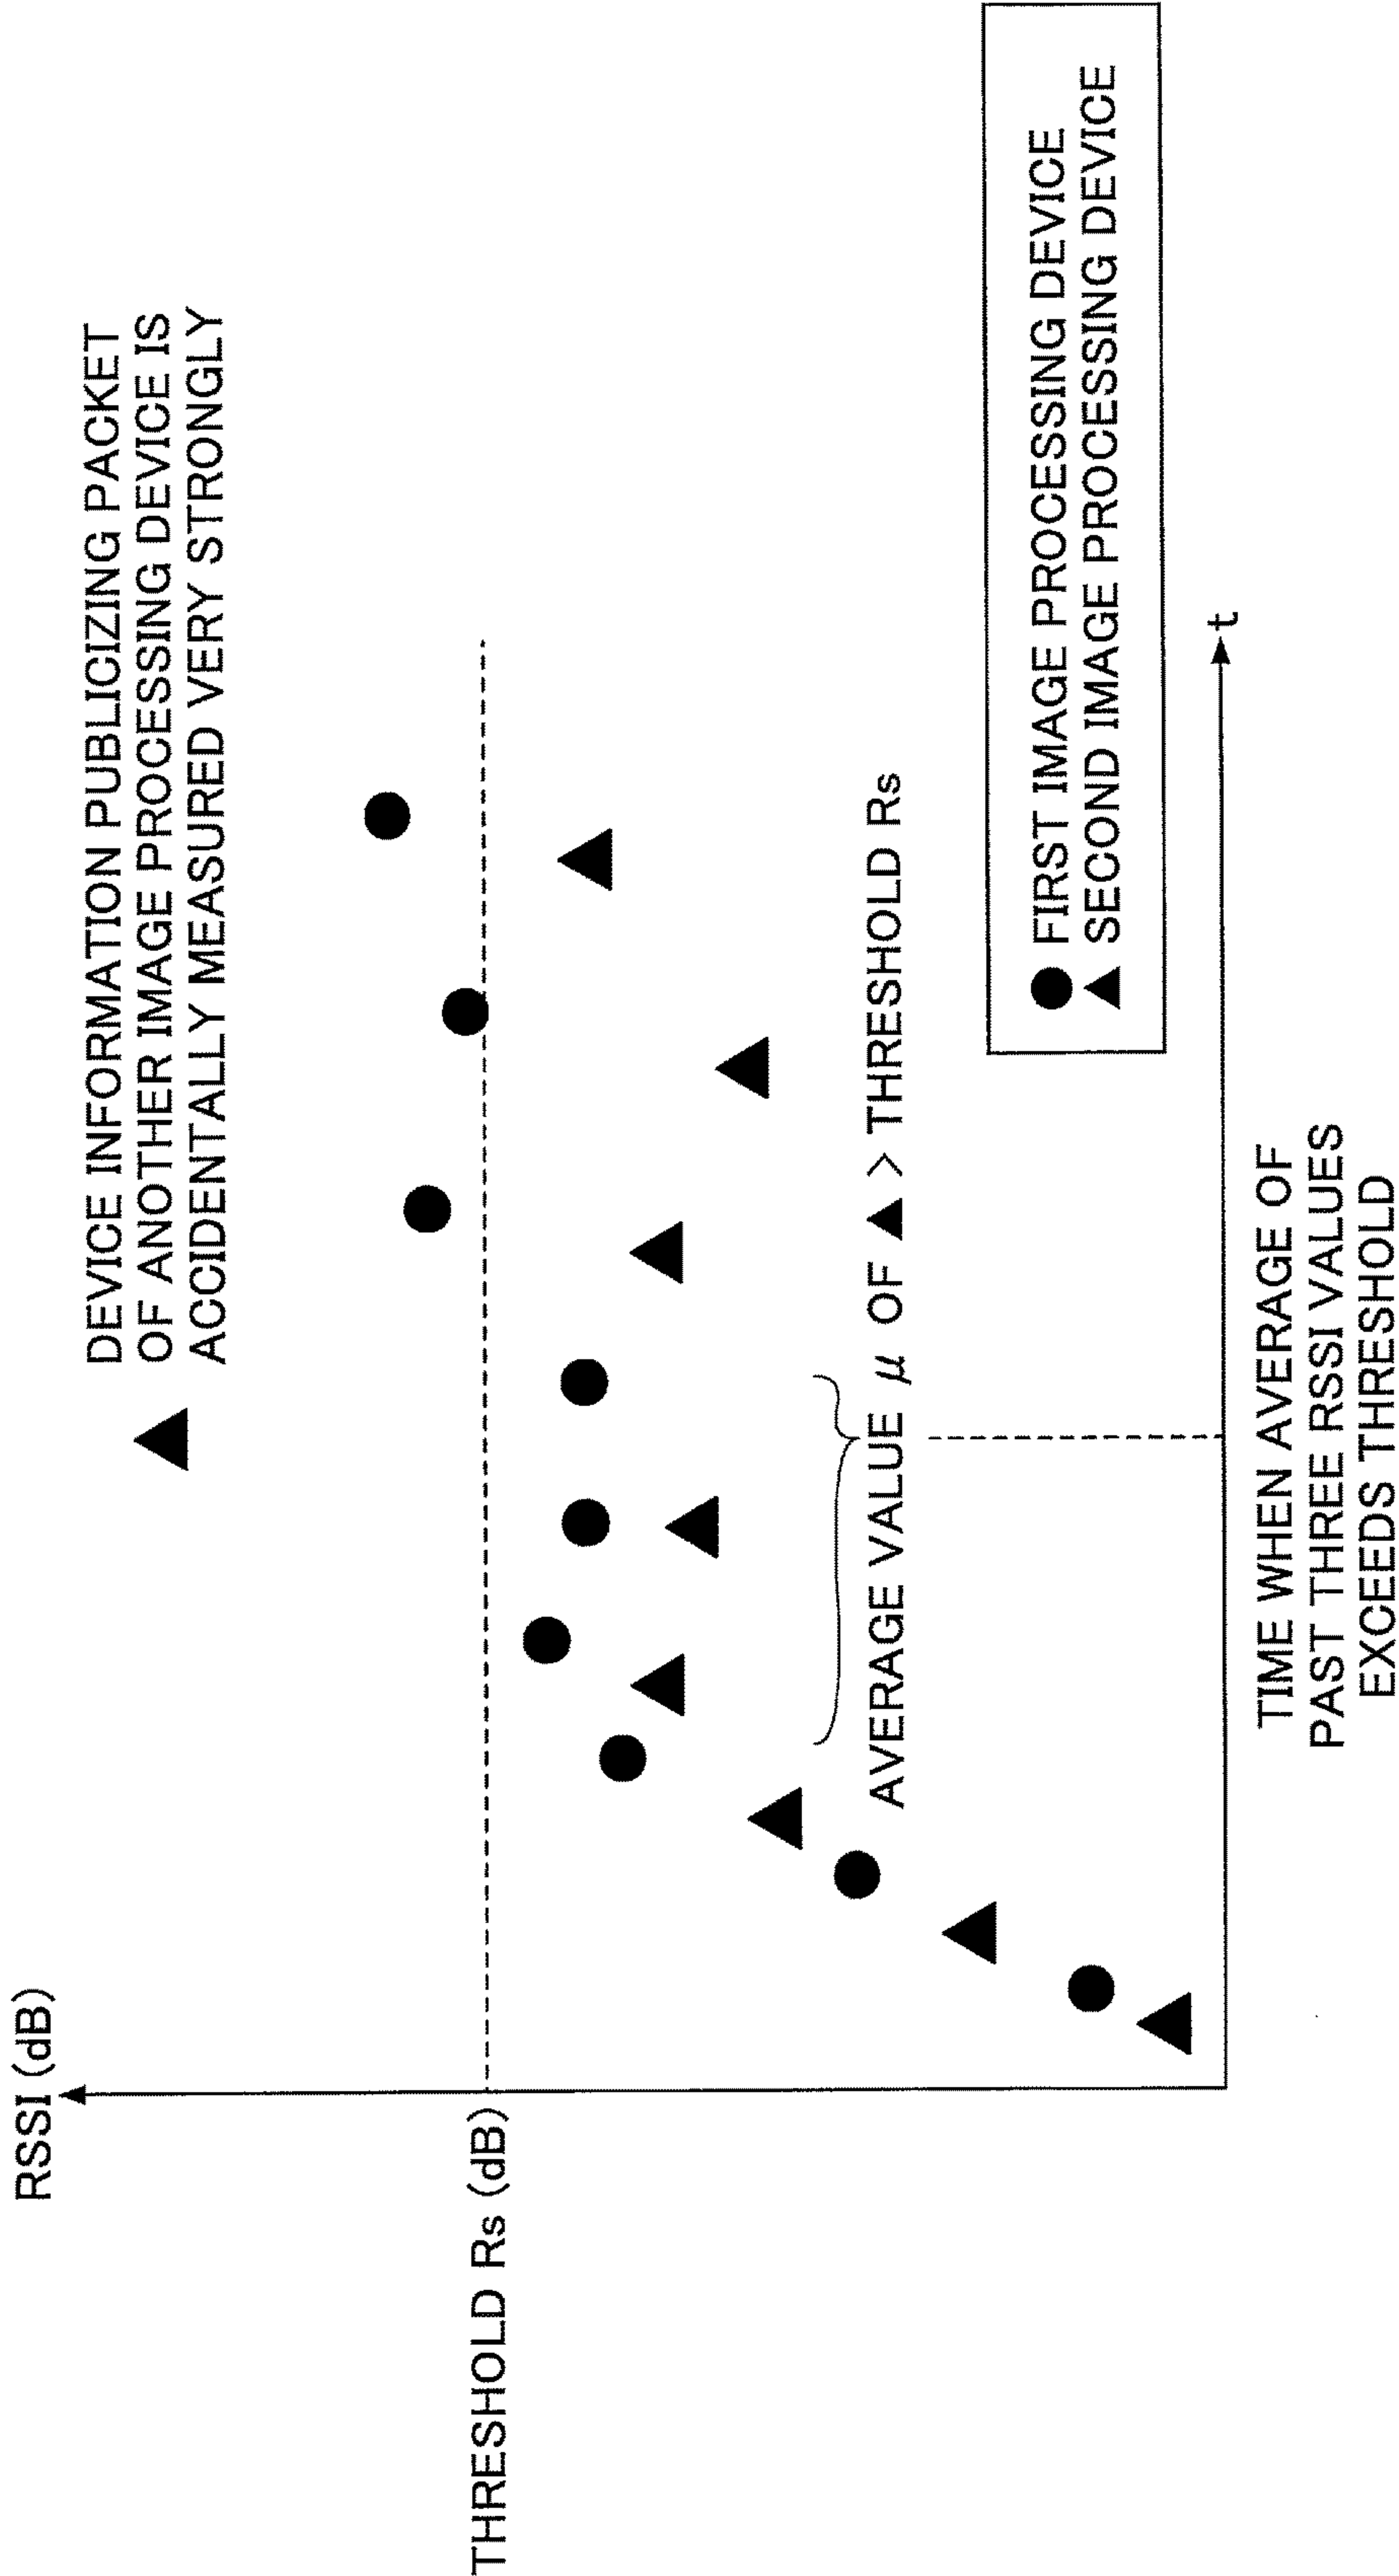 RSSI (dB)
DEVICE INFORMATION PUBLICIZING PACKET
OF ANOTHER IMAGE PROCESSING DEVICE IS
ACCIDENTALLY MEASURED VERY STRONGLY
THRESHOLD Rs (dB)
AVERAGE VALUE μ OF ▲ > THRESHOLD Rs
● FIRST IMAGE PROCESSING DEVICE
▲ SECOND IMAGE PROCESSING DEVICE
t
TIME WHEN AVERAGE OF
PAST THREE RSSI VALUES
EXCEEDS THRESHOLD